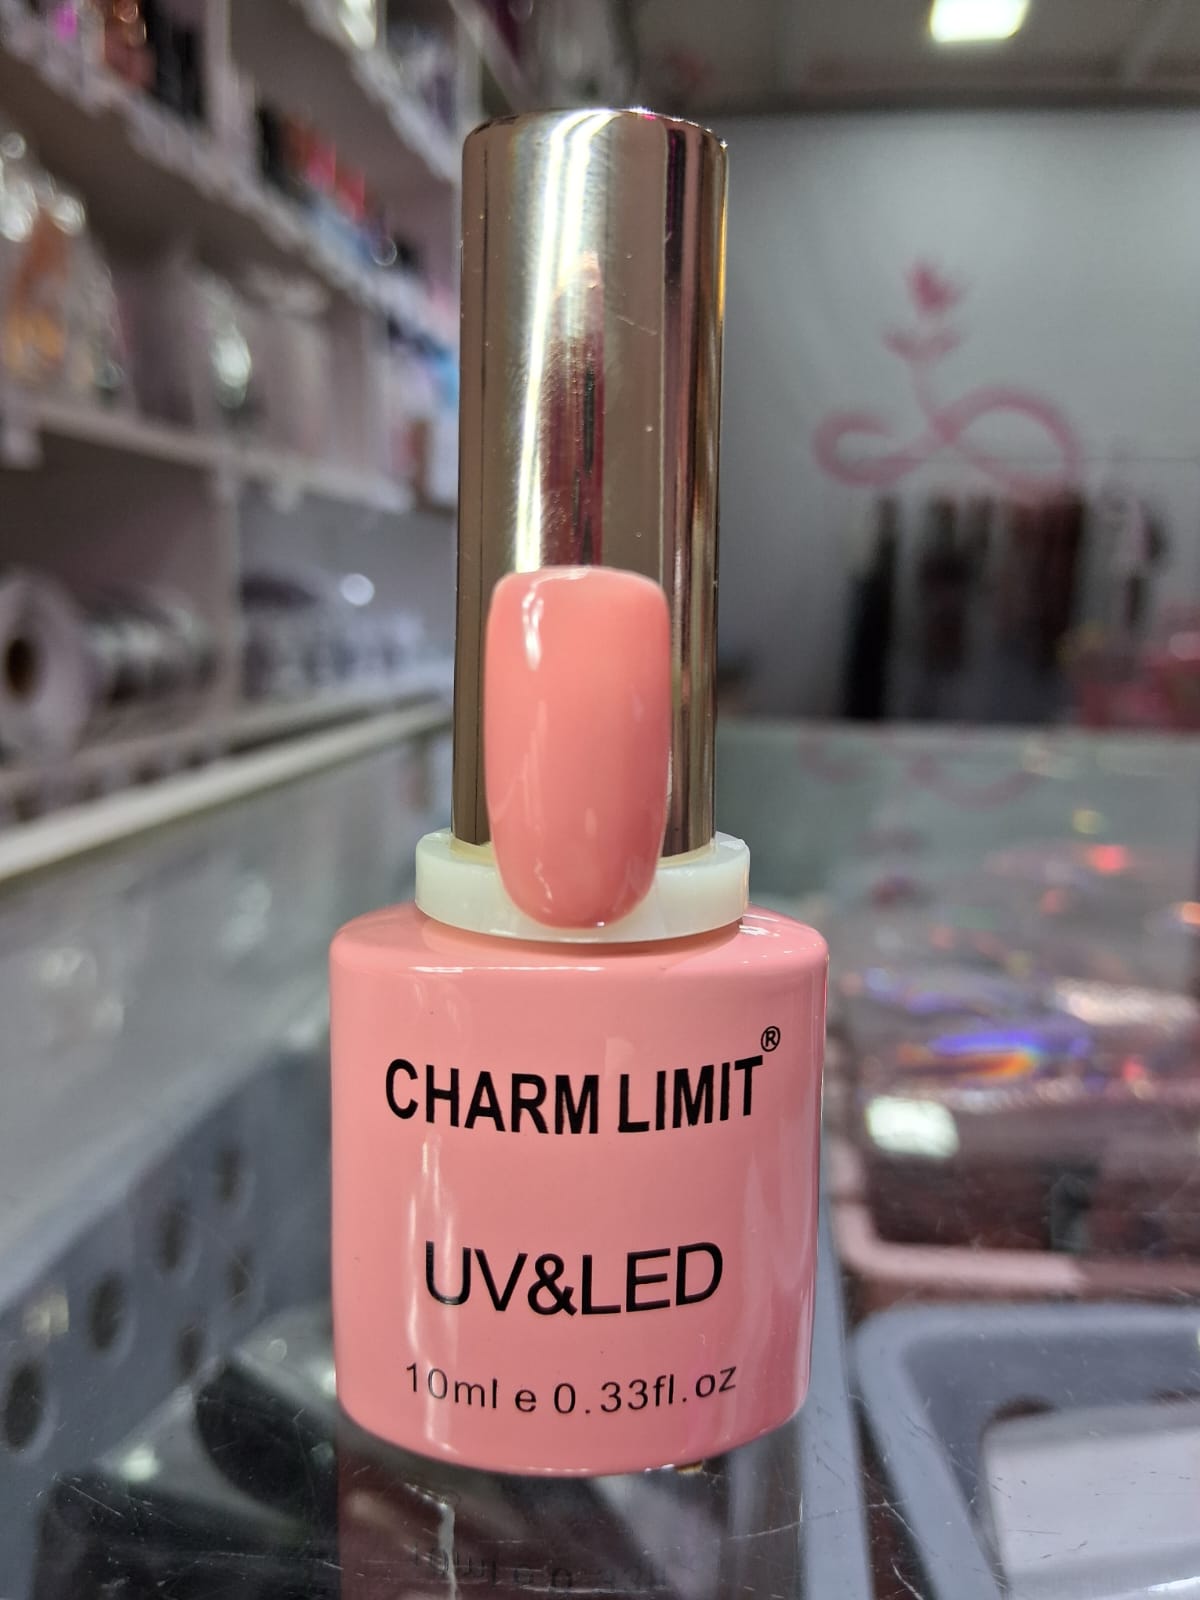 CHARM LIMIT®
UV&LED
10ml e 0.33fl.oz